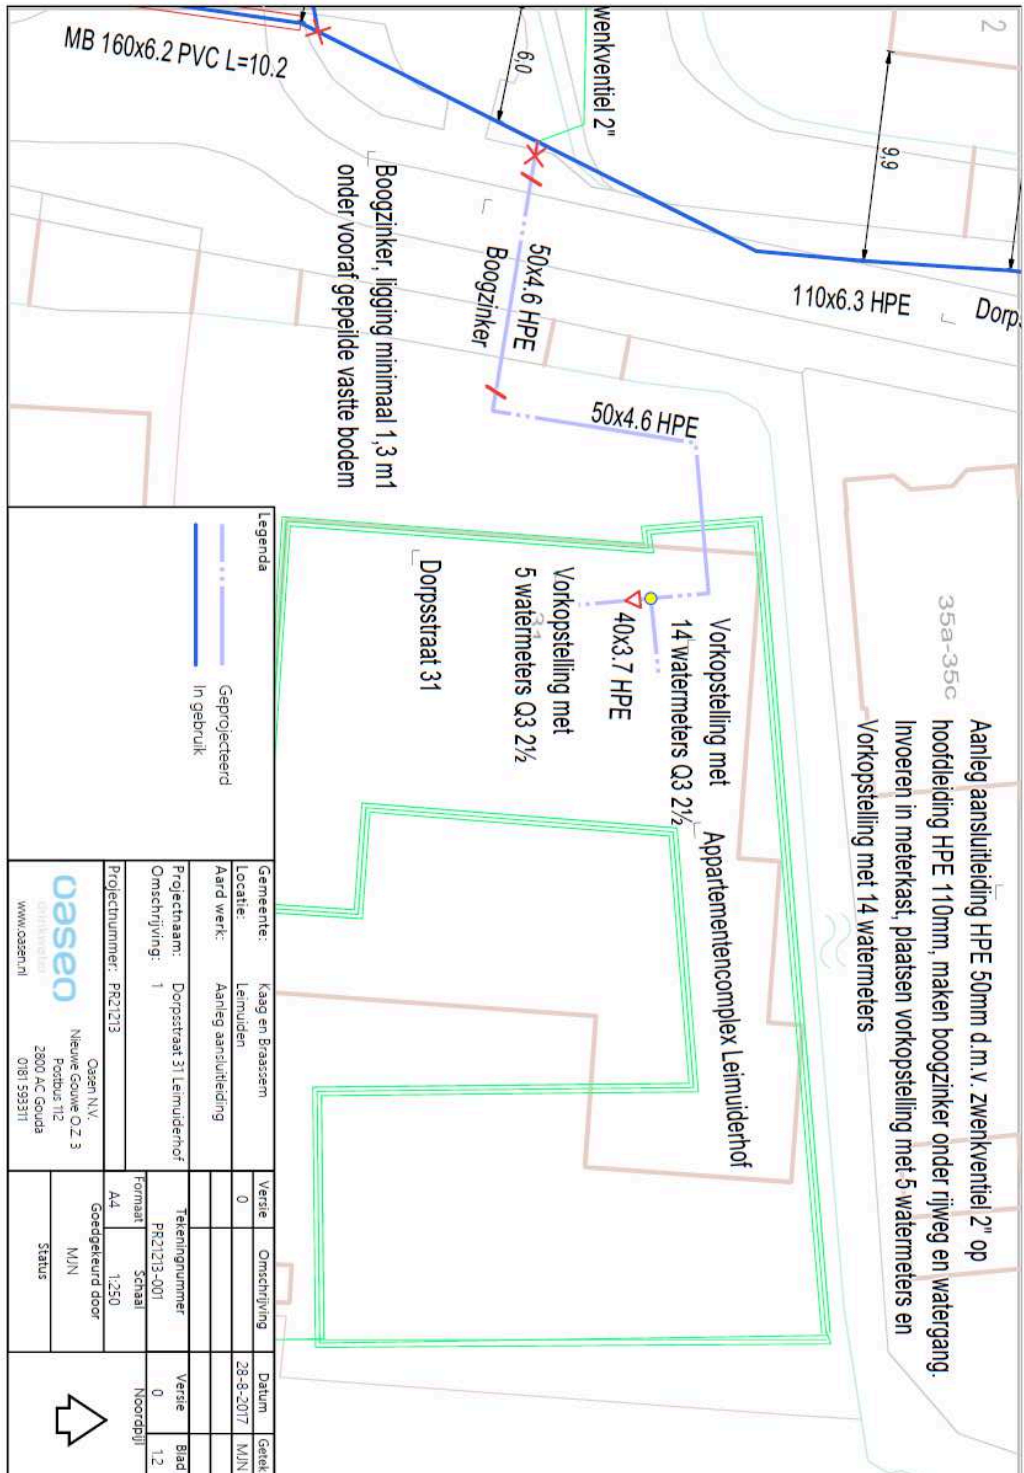 2
MB 160x6.2 PVC L=10.2
6,0
wenkventiel 2"
9,9
110x6.3 HPE
Dorps
50x4.6 HPE
Boogzinker
Boogzinker, ligging minimaal 1,3 m1
onder vooraf gepeilde vastte bodem
50x4.6 HPE
35a-35c
Aanleg aansluitleiding HPE 50mm d.m.v. zwenkventiel 2" op
hoofdleiding HPE 110mm, maken boogzinker onder rijweg en watergang.
Invoeren in meterkast, plaatsen vorkopstelling met 5 watermeters en
Vorkopstelling met 14 watermeters
Vorkopstelling met
14 watermeters Q3 2½
40x3.7 HPE
Vorkopstelling met
5 watermeters Q3 2½
31
Dorpsstraat 31
Appartementencomplex Leimuiderhof
Legenda
Geprojecteerd
In gebruik
Gemeente: Kaag en Braassem
Locatie: Leimuiden
Aard werk: Aanleg aansluitleiding
Projectnaam: Dorpsstraat 31 Leimuiderhof
Omschrijving: 1
Projectnummer: PR21213
oasen
drinkwater
www.oasen.nl
Oasen N.V.
Nieuwe Gouwe O.Z. 3
Postbus 112
2800 AC Gouda
0181 593311
Versie Omschrijving Datum Getek
0 28-8-2017 MJN
Tekeningnummer Versie Blad
PR21213-001 0 1.2
Formaat Schaal Noordpijl
A4 1:250
Goedgekeurd door
MJN
Status